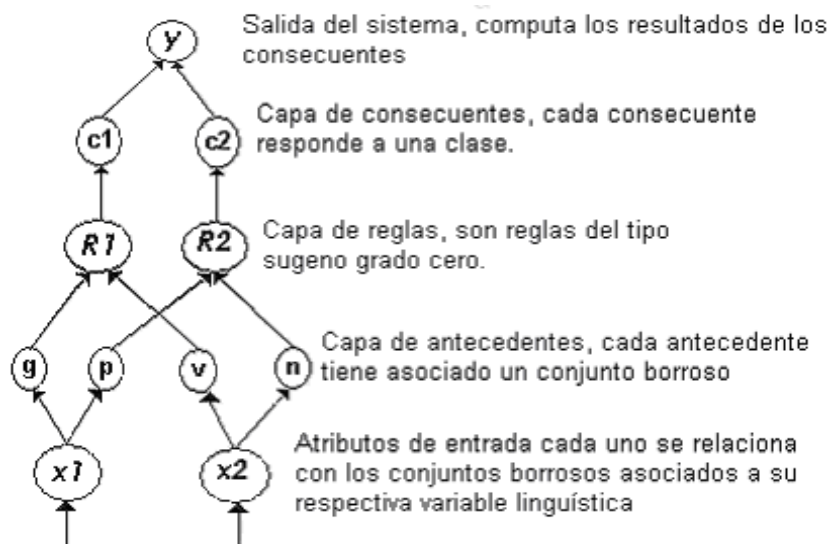 y
Salida del sistema, computa los resultados de los
consecuentes
c1
c2
Capa de consecuentes, cada consecuente
responde a una clase.
R1
R2
Capa de reglas, son reglas del tipo
sugeno grado cero.
g
p
v
n
Capa de antecedentes, cada antecedente
tiene asociado un conjunto borroso
x1
x2
Atributos de entrada cada uno se relaciona
con los conjuntos borrosos asociados a su
respectiva variable linguística